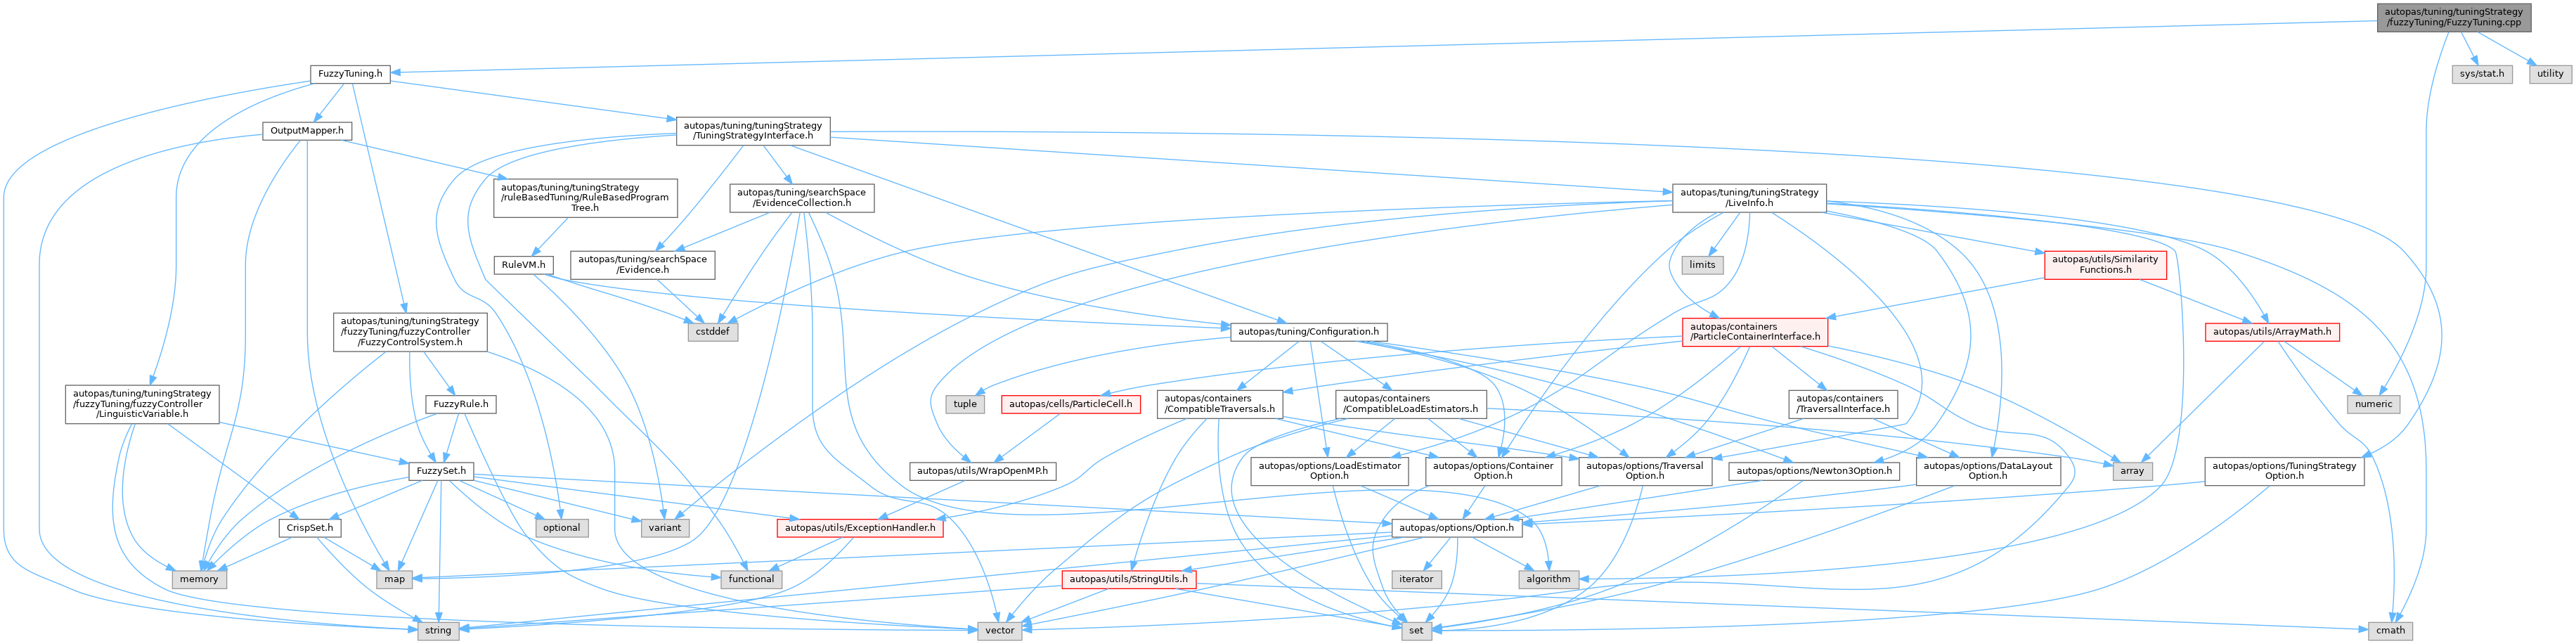 autopas/tuning/tuningStrategy
/fuzzyTuning/FuzzyTuning.cpp
FuzzyTuning.h
sys/stat.h
utility
OutputMapper.h
autopas/tuning/tuningStrategy
/TuningStrategyInterface.h
autopas/tuning/tuningStrategy
/ruleBasedTuning/RuleBasedProgram
Tree.h
autopas/tuning/searchSpace
/EvidenceCollection.h
autopas/tuning/tuningStrategy
/LiveInfo.h
RuleVM.h
autopas/tuning/searchSpace
/Evidence.h
limits
autopas/utils/Similarity
Functions.h
autopas/tuning/tuningStrategy
/fuzzyTuning/fuzzyController
/FuzzyControlSystem.h
cstddef
autopas/tuning/Configuration.h
autopas/containers
/ParticleContainerInterface.h
autopas/utils/ArrayMath.h
autopas/tuning/tuningStrategy
/fuzzyTuning/fuzzyController
/LinguisticVariable.h
FuzzyRule.h
tuple
autopas/cells/ParticleCell.h
autopas/containers
/CompatibleTraversals.h
autopas/containers
/CompatibleLoadEstimators.h
autopas/containers
/TraversalInterface.h
numeric
FuzzySet.h
autopas/utils/WrapOpenMP.h
autopas/options/LoadEstimator
Option.h
autopas/options/Container
Option.h
autopas/options/Traversal
Option.h
autopas/options/Newton3Option.h
autopas/options/DataLayout
Option.h
array
autopas/options/TuningStrategy
Option.h
CrispSet.h
optional
variant
autopas/utils/ExceptionHandler.h
autopas/options/Option.h
memory
map
functional
autopas/utils/StringUtils.h
iterator
algorithm
string
vector
set
cmath